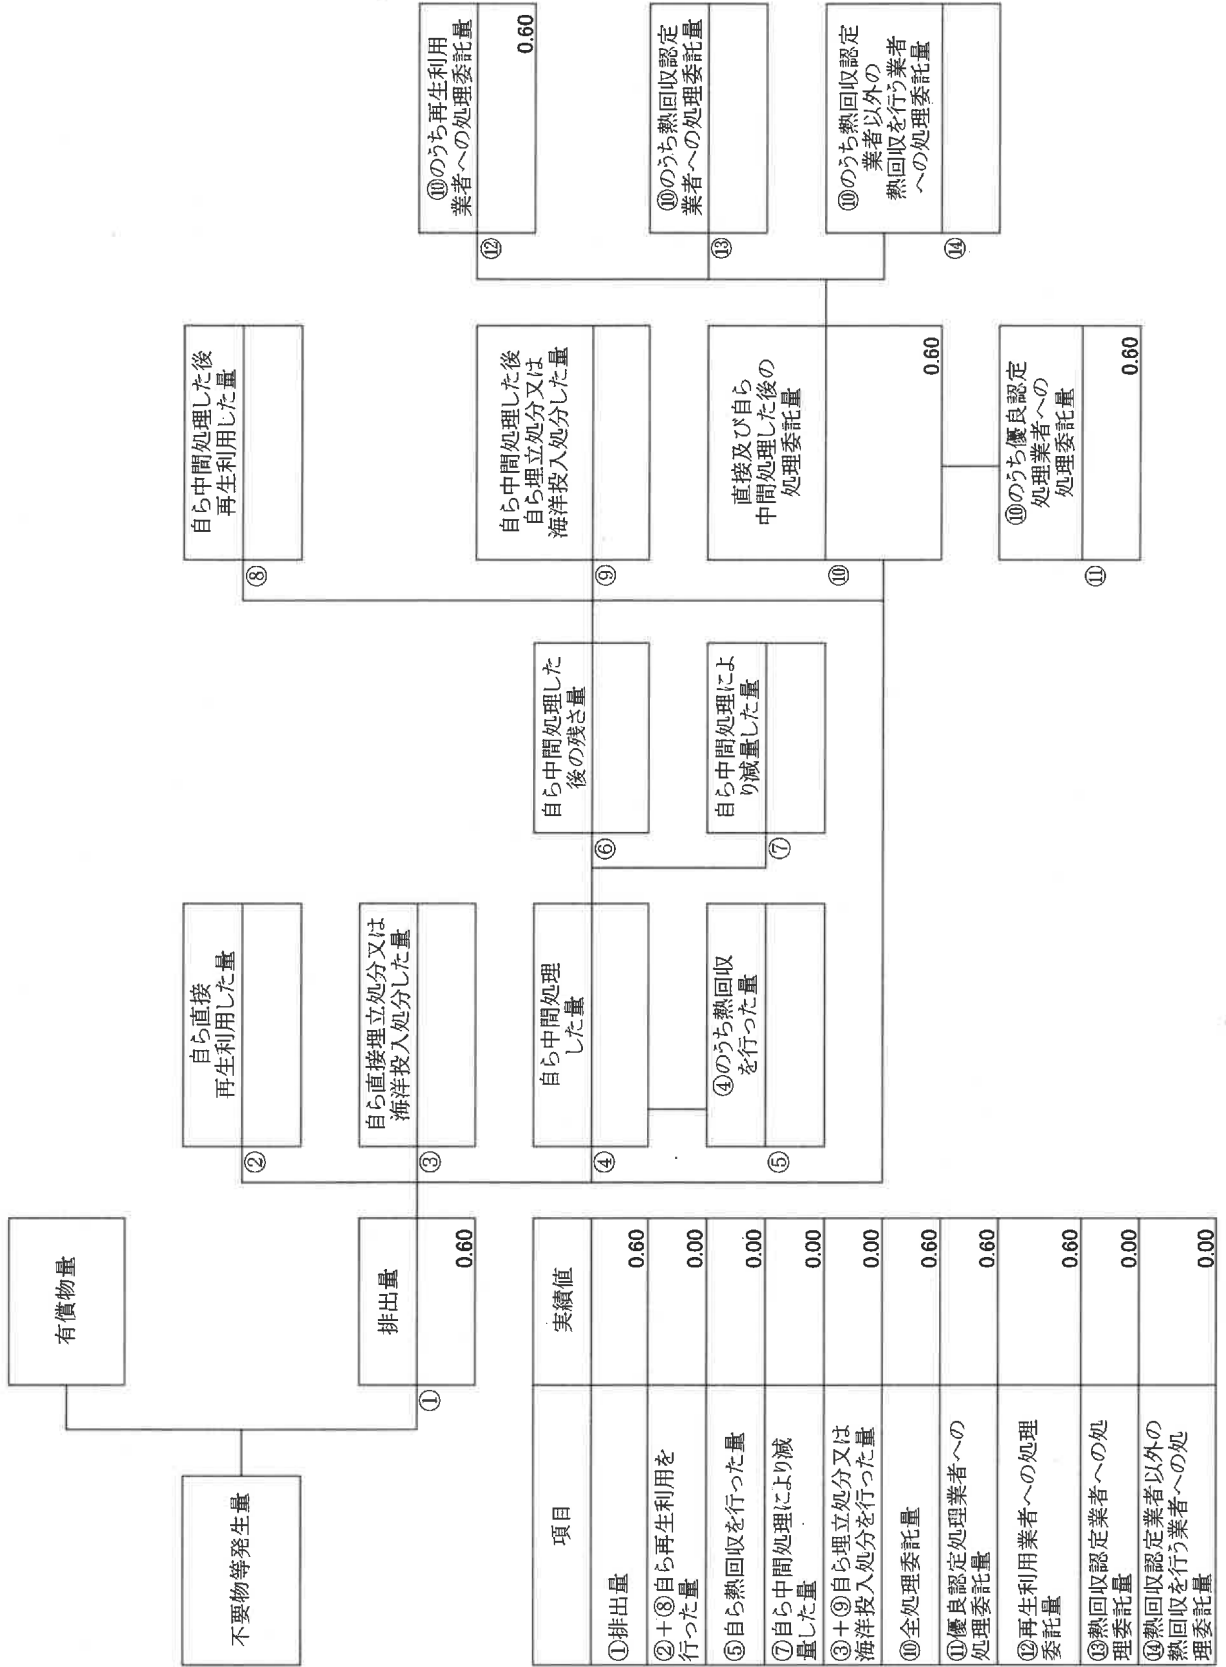 不要物等発生量
有償物量
排出量
①
0.60
自ら直接
再生利用した量
②
自ら直接埋立処分又は
海洋投入処分した量
③
自ら中間処理
した量
④
④のうち熱回収
を行った量
⑤
自ら中間処理した
後の残さ量
⑥
自ら中間処理によ
り減量した量
⑦
自ら中間処理した後
再生利用した量
⑧
自ら中間処理した後
自ら埋立処分又は
海洋投入処分した量
⑨
直接及び自ら
中間処理した後の
処理委託量
⑩
0.60
⑩のうち優良認定
処理業者への
処理委託量
⑪
0.60
⑩のうち再生利用
業者への処理委託量
⑫
0.60
⑩のうち熱回収認定
業者への処理委託量
⑬
⑩のうち熱回収認定
業者以外の
熱回収を行う業者
への処理委託量
⑭
項目 実績値
①排出量 0.60
②+⑧自ら再生利用を
行った量 0.00
⑤自ら熱回収を行った量 0.00
⑦自ら中間処理により減
量した量 0.00
③+⑨自ら埋立処分又は
海洋投入処分を行った量 0.00
⑩全処理委託量 0.60
⑪優良認定処理業者への
処理委託量 0.60
⑫再生利用業者への処理
委託量 0.60
⑬熱回収認定業者への処
理委託量 0.00
⑭熱回収認定業者以外の
熱回収を行う業者への処
理委託量 0.00